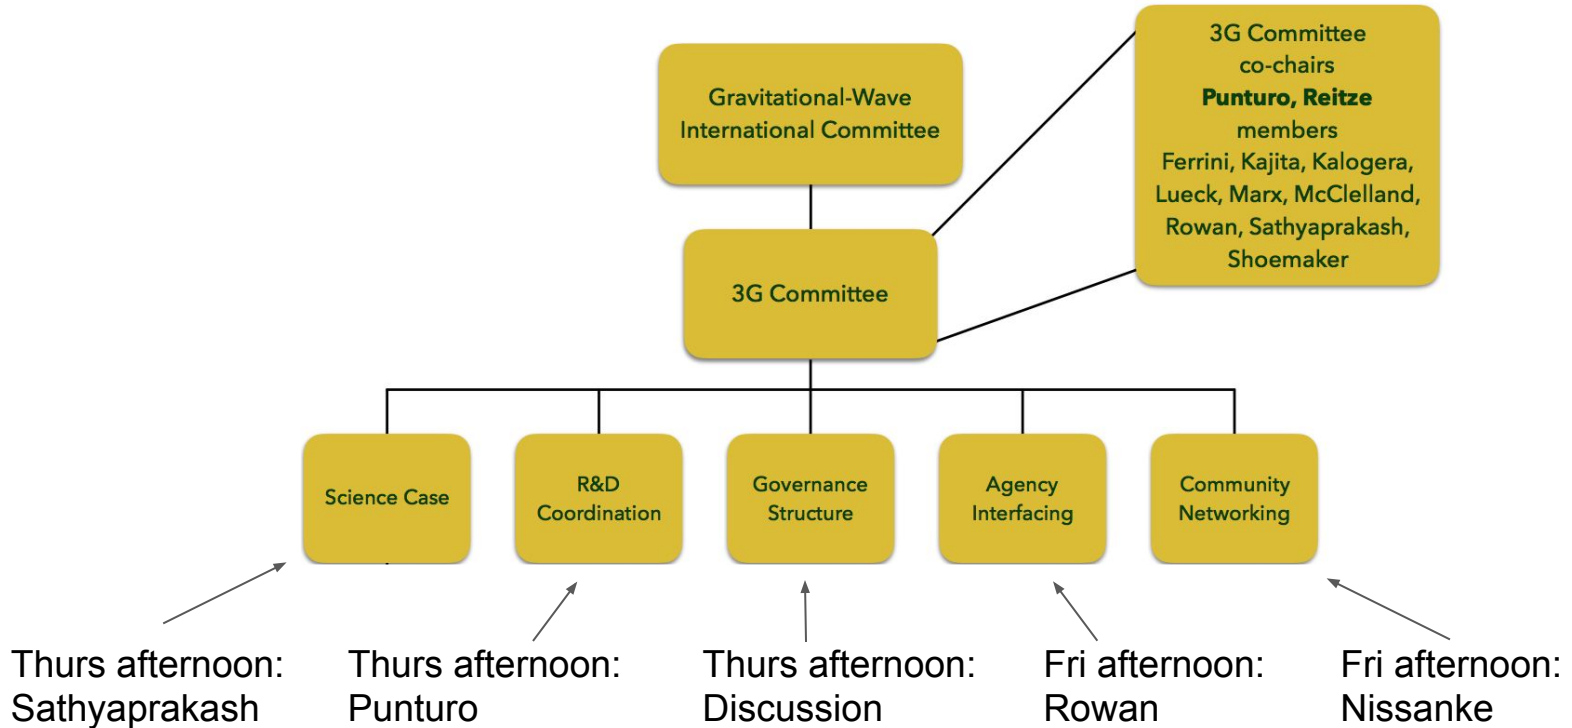 Gravitational-Wave
International Committee
3G Committee
co-chairs
Punturo, Reitze
members
Ferrini, Kajita, Kalogera,
Lueck, Marx, McClelland,
Rowan, Sathyaprakash,
Shoemaker
3G Committee
Science Case
R&D
Coordination
Governance
Structure
Agency
Interfacing
Community
Networking
Thurs afternoon:
Sathyaprakash
Thurs afternoon:
Punturo
Thurs afternoon:
Discussion
Fri afternoon:
Rowan
Fri afternoon:
Nissanke